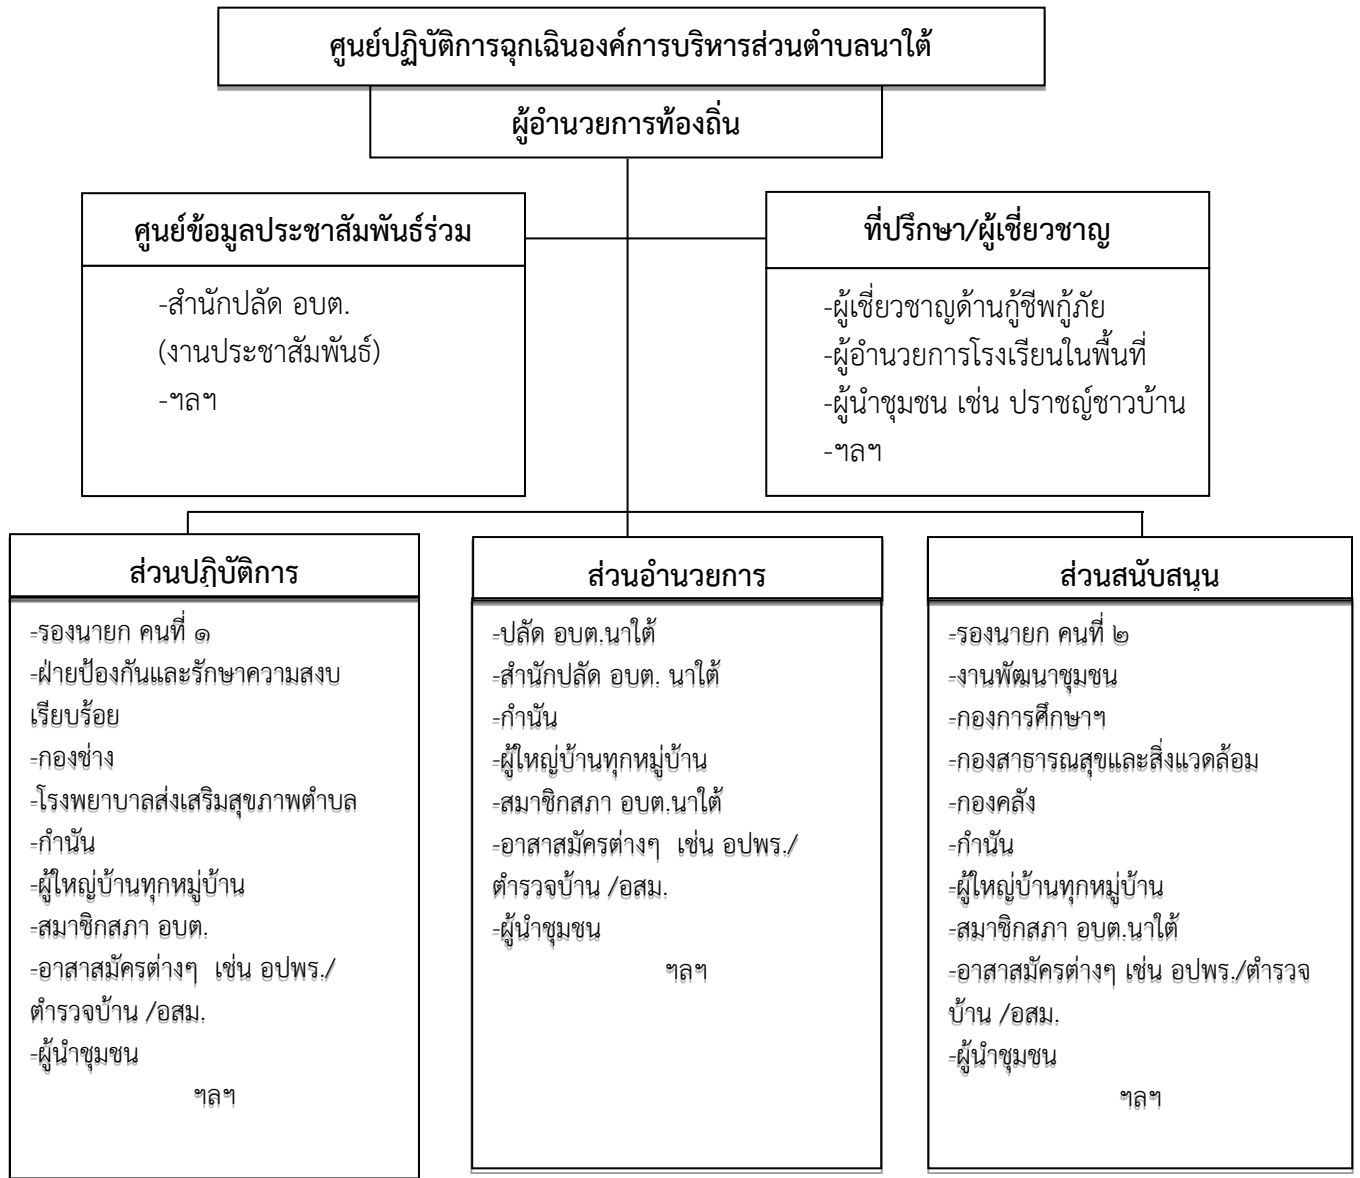 ศูนย์ปฏิบัติการฉุกเฉินองค์การบริหารส่วนตำบลนาใต้
ผู้อำนวยการท้องถิ่น
ศูนย์ข้อมูลประชาสัมพันธ์ร่วม
-สำนักปลัด อบต.
(งานประชาสัมพันธ์)
-ฯลฯ
ที่ปรึกษา/ผู้เชี่ยวชาญ
-ผู้เชี่ยวชาญด้านกู้ชีพกู้ภัย
-ผู้อำนวยการโรงเรียนในพื้นที่
-ผู้นำชุมชน เช่น ปราชญ์ชาวบ้าน
-ฯลฯ
ส่วนปฏิบัติการ
-รองนายก คนที่ ๑
-ฝ่ายป้องกันและรักษาความสงบ
เรียบร้อย
-กองช่าง
-โรงพยาบาลส่งเสริมสุขภาพตำบล
-กำนัน
-ผู้ใหญ่บ้านทุกหมู่บ้าน
-สมาชิกสภา อบต.
-อาสาสมัครต่างๆ เช่น อปพร./
ตำรวจบ้าน /อสม.
-ผู้นำชุมชน
ฯลฯ
ส่วนอำนวยการ
-ปลัด อบต.นาใต้
-สำนักปลัด อบต. นาใต้
-กำนัน
-ผู้ใหญ่บ้านทุกหมู่บ้าน
-สมาชิกสภา อบต.นาใต้
-อาสาสมัครต่างๆ เช่น อปพร./
ตำรวจบ้าน /อสม.
-ผู้นำชุมชน
ฯลฯ
ส่วนสนับสนุน
-รองนายก คนที่ ๒
-งานพัฒนาชุมชน
-กองการศึกษาฯ
-กองสาธารณสุขและสิ่งแวดล้อม
-กองคลัง
-กำนัน
-ผู้ใหญ่บ้านทุกหมู่บ้าน
-สมาชิกสภา อบต.นาใต้
-อาสาสมัครต่างๆ เช่น อปพร./ตำรวจ
บ้าน /อสม.
-ผู้นำชุมชน
ฯลฯ